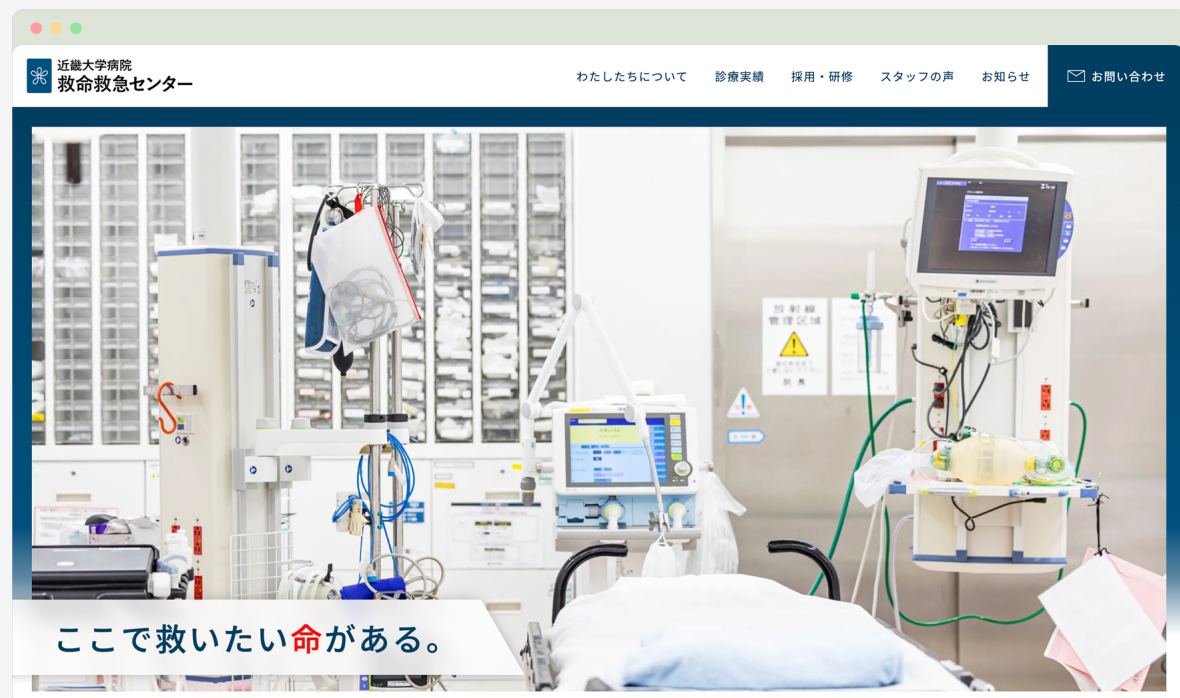 近畿大学病院
救命救急センター
わたしたちについて
診療実績
採用・研修
スタッフの声
お知らせ
お問い合わせ
放射線
管理区域
ここで救いたい命がある。